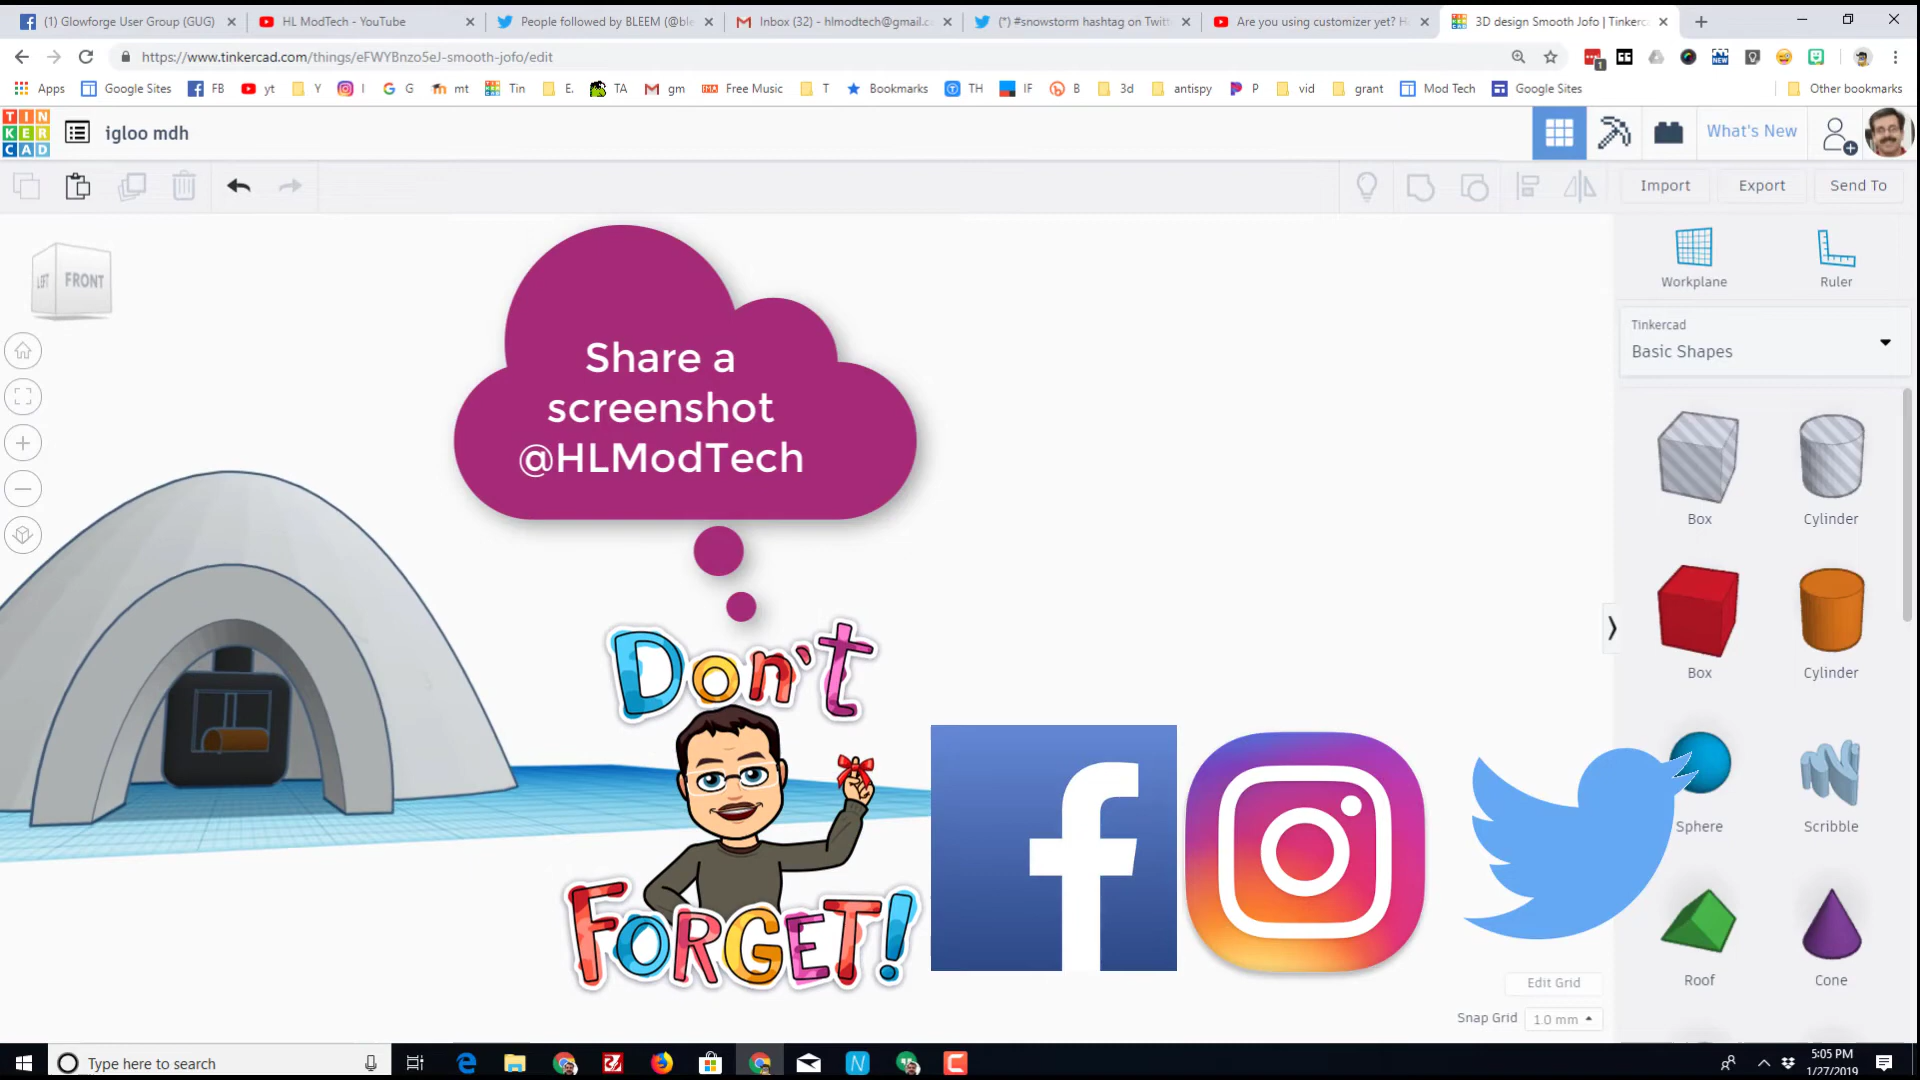 (1) Glowforge User Group (GUG)
HL ModTech - YouTube
People followed by BLEEM (@ble
Inbox (32) - hlmodtech@gmail.c
(*) #snowstorm hashtag on Twitt
Are you using customizer yet? H
3D design Smooth Jofo | Tinkerc
https://www.tinkercad.com/things/eFWYBnzo5eJ-smooth-jofo/edit
Apps
Google Sites
FB
yt
Y
I
G
mt
Tin
E.
TA
gm
Free Music
T
Bookmarks
TH
IF
B
3d
antispy
P
vid
grant
Mod Tech
Google Sites
Other bookmarks
TIN
KER
CAD
igloo mdh
What's New
Import
Export
Send To
LEFT
FRONT
Workplane
Ruler
Tinkercad
Basic Shapes
Share a
screenshot
@HLModTech
Box
Cylinder
Box
Cylinder
Don't
Forget!
Sphere
Scribble
Roof
Cone
Edit Grid
Snap Grid
1.0 mm
Type here to search
5:05 PM
1/27/2019